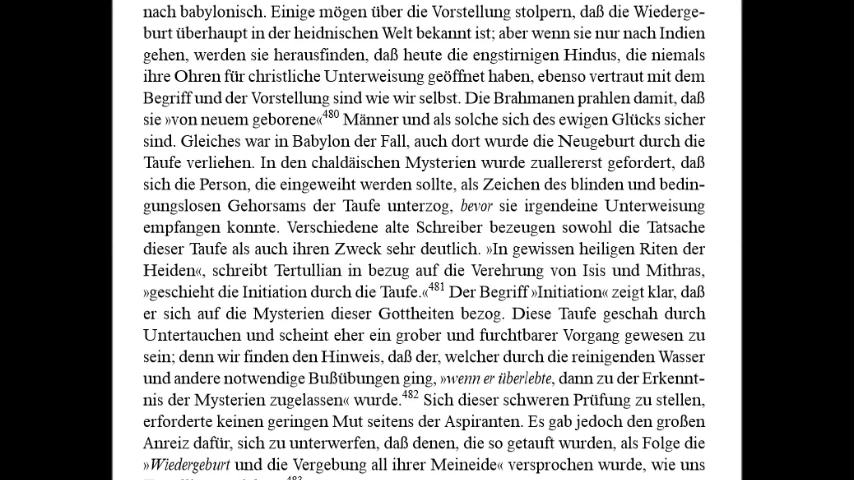 nach babylonisch. Einige mögen über die Vorstellung stolpern, daß die Wiederge-
burt überhaupt in der heidnischen Welt bekannt ist; aber wenn sie nur nach Indien
gehen, werden sie herausfinden, daß heute die engstirnigen Hindus, die niemals
ihre Ohren für christliche Unterweisung geöffnet haben, ebenso vertraut mit dem
Begriff und der Vorstellung sind wie wir selbst. Die Brahmanen prahlen damit, daß
sie »von neuem geborene«480 Männer und als solche sich des ewigen Glücks sicher
sind. Gleiches war in Babylon der Fall, auch dort wurde die Neugeburt durch die
Taufe verliehen. In den chaldäischen Mysterien wurde zuallererst gefordert, daß
sich die Person, die eingeweiht werden sollte, als Zeichen des blinden und bedin-
gungslosen Gehorsams der Taufe unterzog, bevor sie irgendeine Unterweisung
empfangen konnte. Verschiedene alte Schreiber bezeugen sowohl die Tatsache
dieser Taufe als auch ihren Zweck sehr deutlich. »In gewissen heiligen Riten der
Heiden«, schreibt Tertullian in bezug auf die Verehrung von Isis und Mithras,
»geschieht die Initiation durch die Taufe.«481 Der Begriff »Initiation« zeigt klar, daß
er sich auf die Mysterien dieser Gottheiten bezog. Diese Taufe geschah durch
Untertauchen und scheint eher ein grober und furchtbarer Vorgang gewesen zu
sein; denn wir finden den Hinweis, daß der, welcher durch die reinigenden Wasser
und andere notwendige Bußübungen ging, »wenn er überlebte, dann zu der Erkennt-
nis der Mysterien zugelassen« wurde.482 Sich dieser schweren Prüfung zu stellen,
erforderte keinen geringen Mut seitens der Aspiranten. Es gab jedoch den großen
Anreiz dafür, sich zu unterwerfen, daß denen, die so getauft wurden, als Folge die
»Wiedergeburt und die Vergebung all ihrer Meineide« versprochen wurde, wie uns